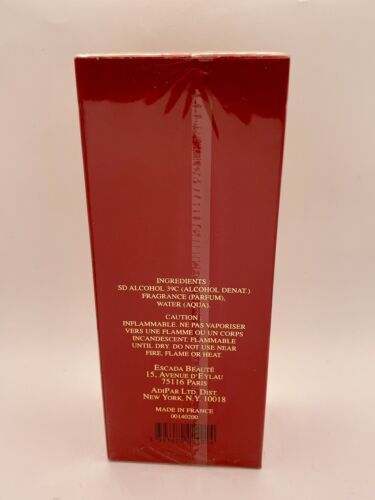 INGREDIENTS :
SD ALCOHOL 39C (ALCOHOL DENAT.)
FRAGRANCE (PARFUM),
WATER (AQUA).
CAUTION :
INFLAMMABLE. NE PAS VAPORISER
VERS UNE FLAMME OU UN CORPS
INCANDESCENT. FLAMMABLE
UNTIL DRY. DO NOT USE NEAR
FIRE, FLAME OR HEAT.
ESCADA BEAUTÉ
15, AVENUE D'EYLAU
75116 PARIS
ADIPAR LTD. DIST.
NEW YORK, N.Y. 10018
MADE IN FRANCE
00140200